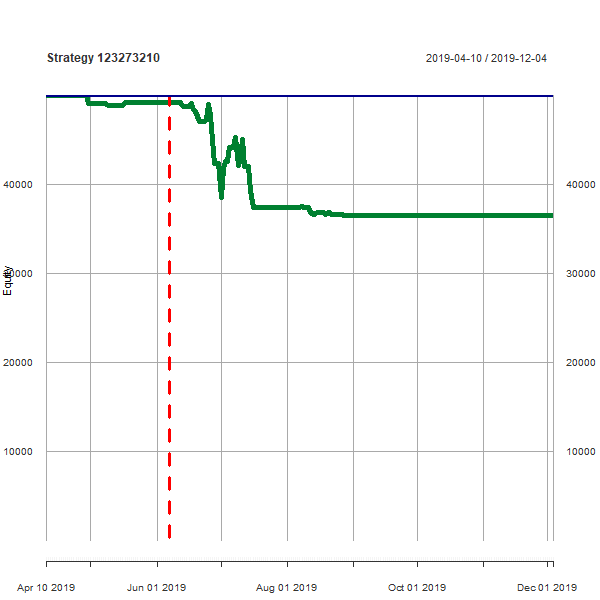 Strategy 123273210
2019-04-10 / 2019-12-04
40000
40000
Equity
30000
30000
20000
20000
10000
10000
Apr 10 2019
Jun 01 2019
Aug 01 2019
Oct 01 2019
Dec 01 2019